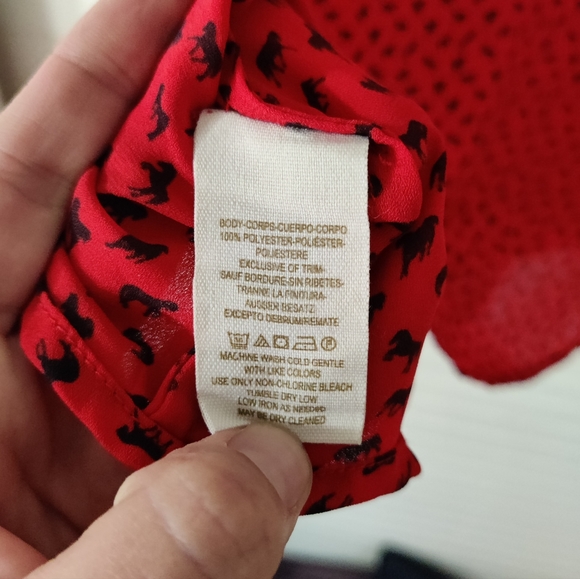 BODY-CORPS-CUERPO-CORPO
100% POLYESTER-POLIÉSTER-
POLIESTERE
EXCLUSIVE OF TRIM-
SAUF BORDURE-SIN RIBETES-
TRANNE LA FINITURA-
AUGUER BESATZ/
EXCEPTO DEBRUM/REMATE
MACHINE WASH COLD GENTLE
WITH LIKE COLORS
USE ONLY NON-CHLORINE BLEACH
TUMBLE DRY LOW
LOW IRON AS NEEDED
MAY BE DRY CLEANED